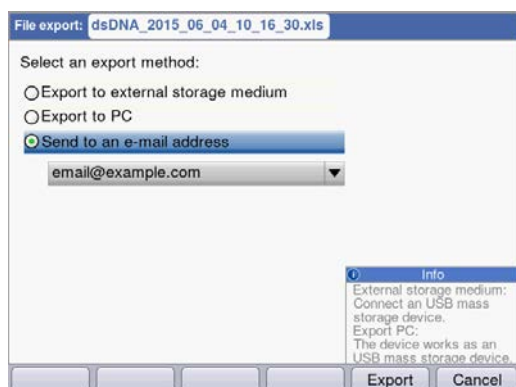 File export: dsDNA_2015_06_04_10_16_30.xls
Select an export method:
Export to external storage medium
Export to PC
Send to an e-mail address
email@example.com
Info
External storage medium:
Connect an USB mass
storage device.
Export PC:
The device works as an
USB mass storage device.
Export Cancel